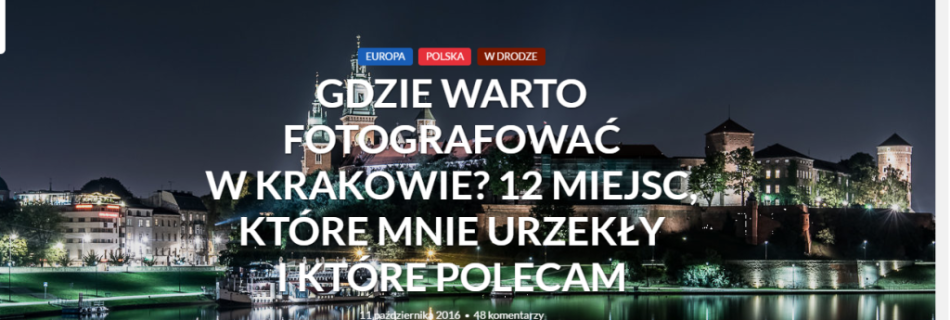 EUROPA POLSKA W DRODZE
GDZIE WARTO
FOTOGRAFOWAĆ
W KRAKOWIE? 12 MIEJSC,
KTÓRE MNIE URZEKŁY
I KTÓRE POLECAM
11 października 2016 • 48 komentarzy